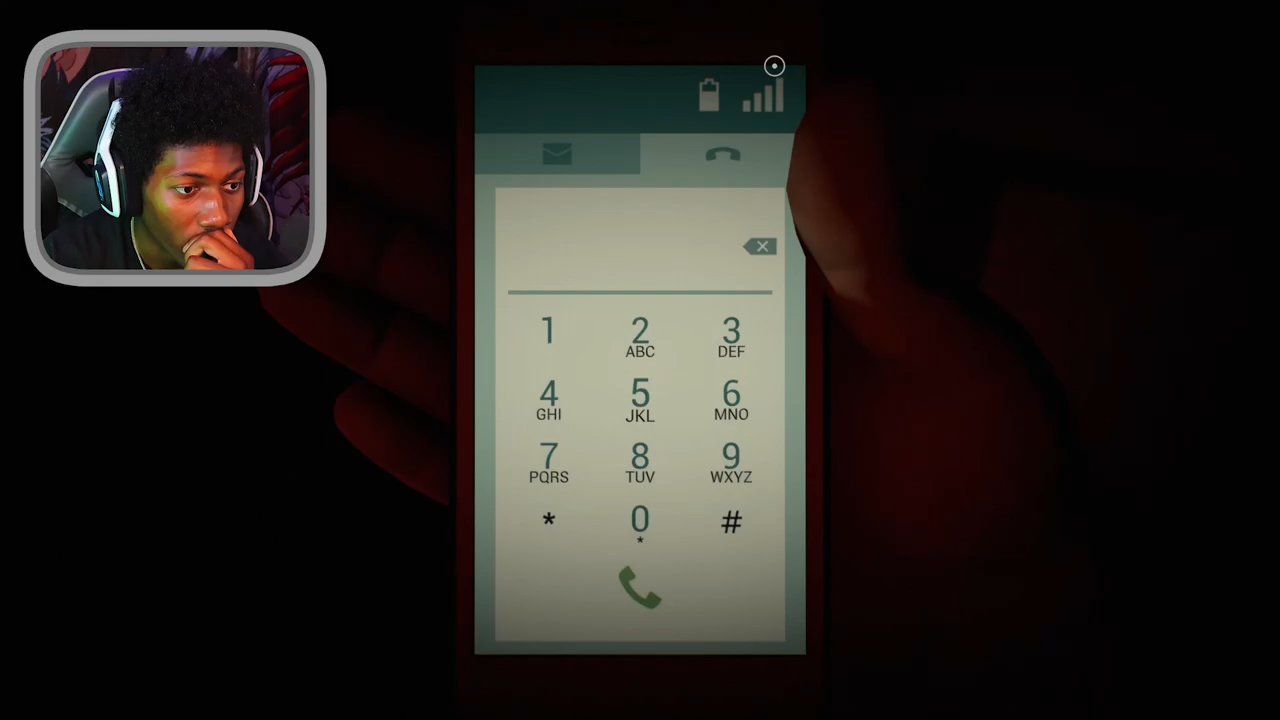 1 2 3
ABC DEF
4 5 6
GHI JKL MNO
7 8 9
PQRS TUV WXYZ
* 0 #
*